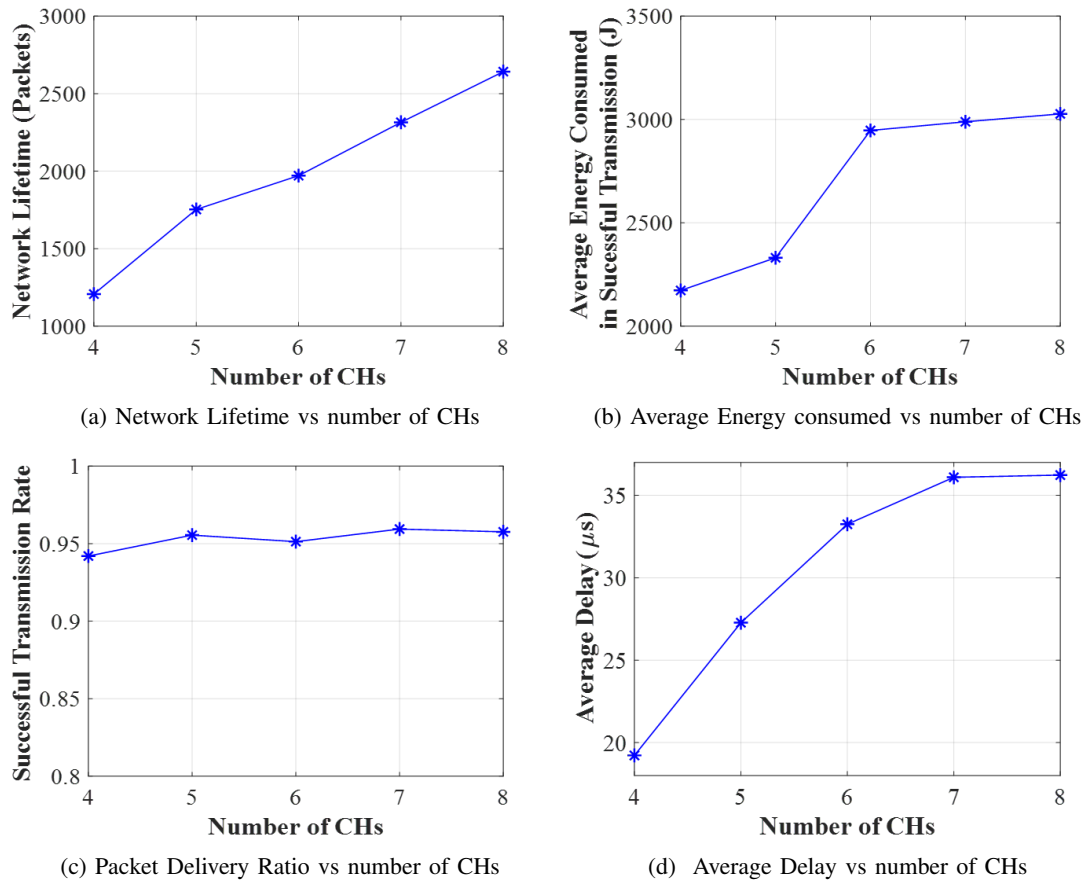 3000
2500
2000
1500
1000
4
5
6
7
8
Network Lifetime (Packets)
Number of CHs
(a) Network Lifetime vs number of CHs
3500
3000
2500
2000
4
5
6
7
8
Average Energy Consumed
in Sucessful Transmission (J)
Number of CHs
(b) Average Energy consumed vs number of CHs
1
0.95
0.9
0.85
0.8
4
5
6
7
8
Successful Transmission Rate
Number of CHs
(c) Packet Delivery Ratio vs number of CHs
35
30
25
20
4
5
6
7
8
Average Delay (μs)
Number of CHs
(d) Average Delay vs number of CHs